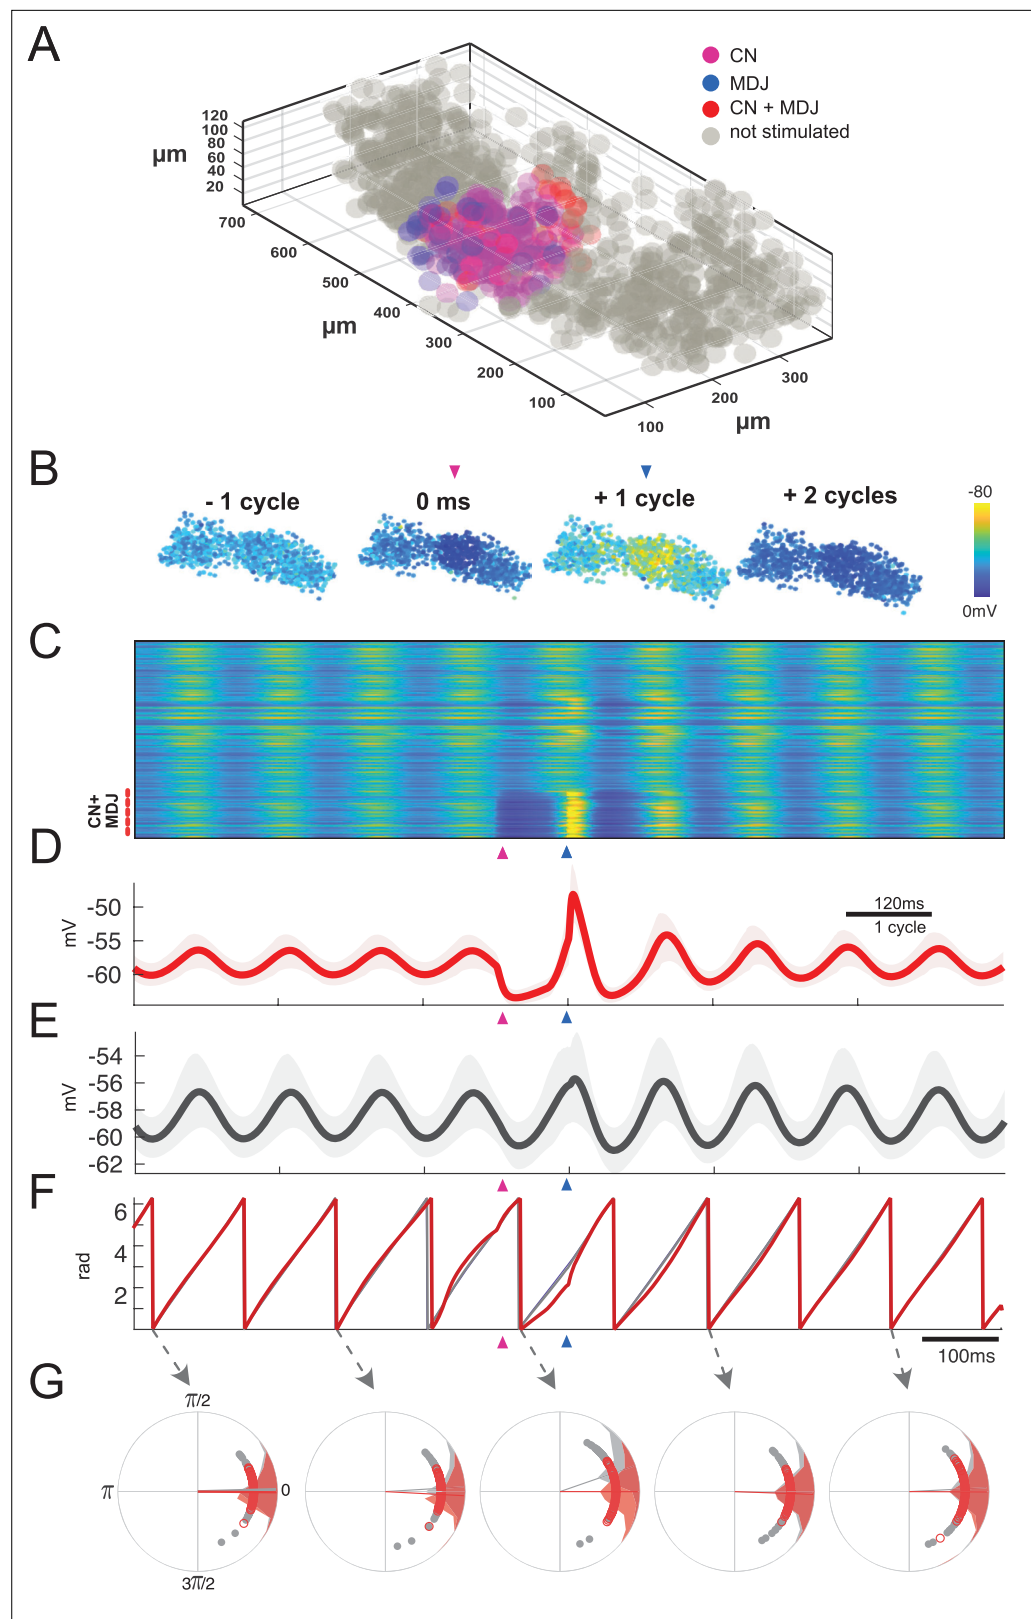 A
CN
MDJ
CN + MDJ
not stimulated
120
100
80
60
40
20
µm
700
600
500
400
300
200
100
µm
100
200
300
µm
B
- 1 cycle
0 ms
+ 1 cycle
+ 2 cycles
-80
0mV
C
CN+
MDJ
D
-50
-55
-60
mV
120ms
1 cycle
E
-54
-56
-58
-60
-62
mV
F
6
4
2
rad
100ms
G
π/2
π
0
3π/2